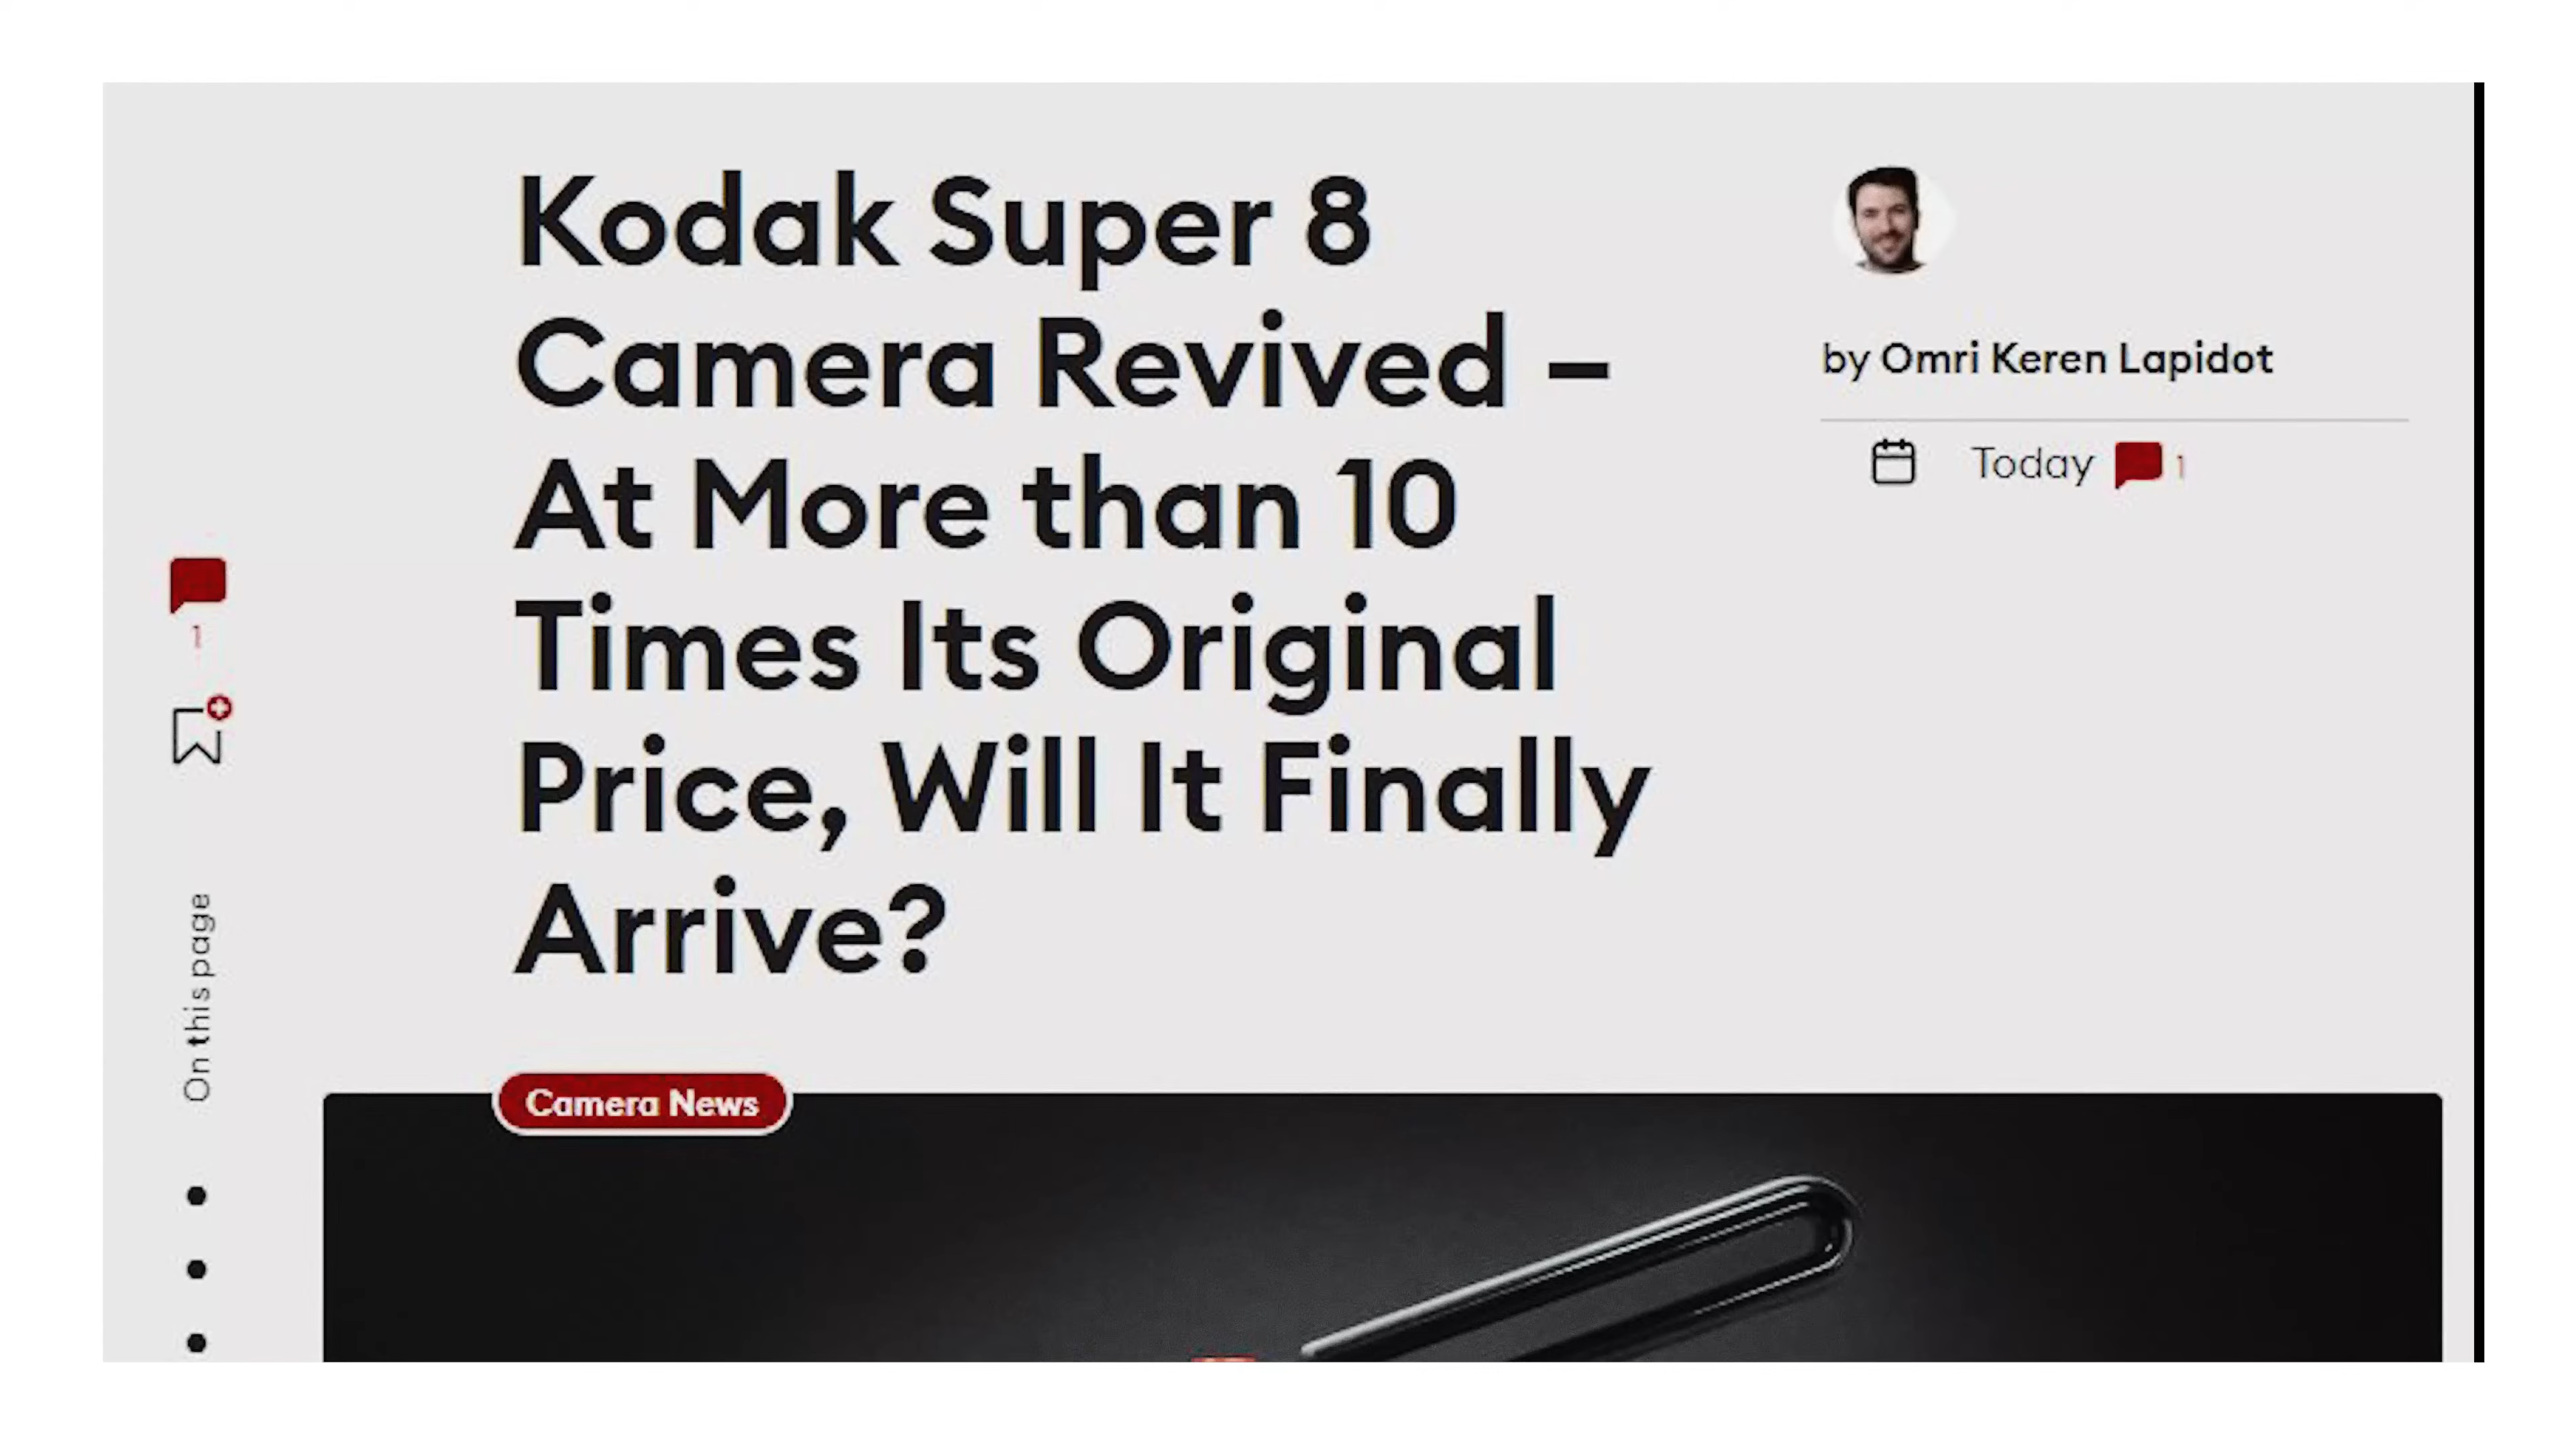 Kodak Super 8
Camera Revived –
At More than 10
Times Its Original
Price, Will It Finally
Arrive?
by Omri Keren Lapidot
Today 1
1
On this page
Camera News